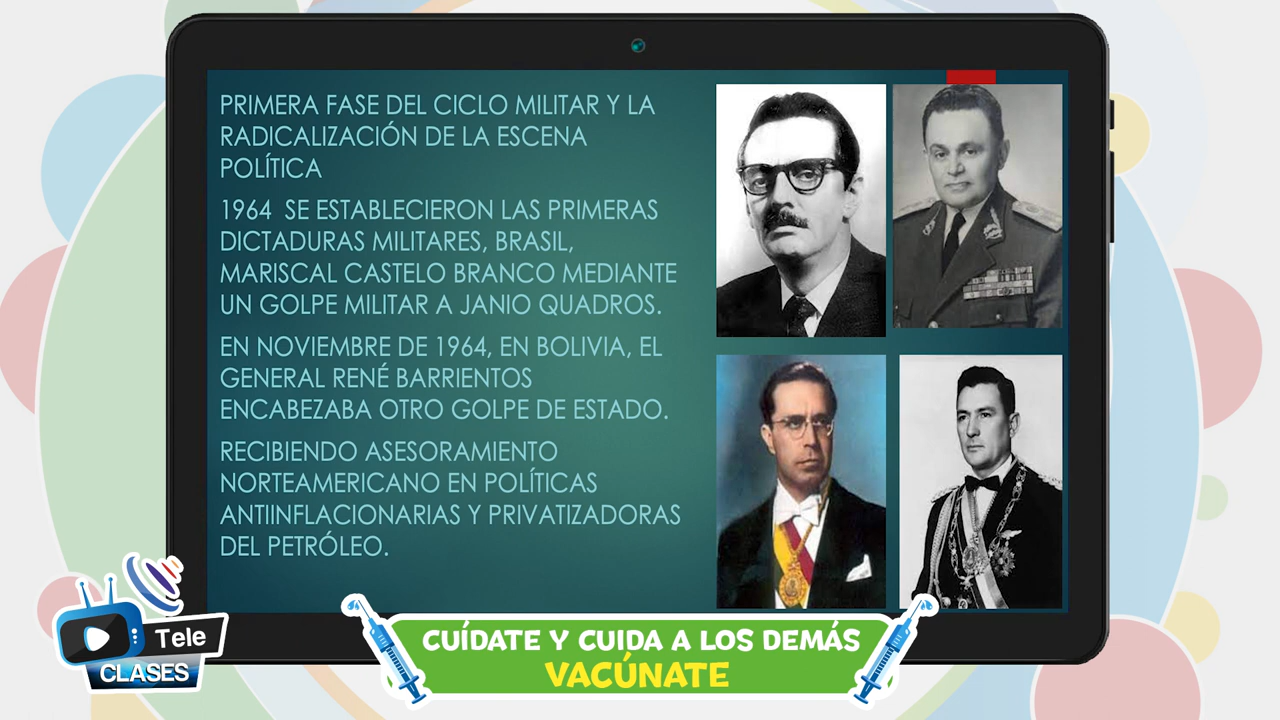 PRIMERA FASE DEL CICLO MILITAR Y LA
RADICALIZACIÓN DE LA ESCENA
POLÍTICA
1964 SE ESTABLECIERON LAS PRIMERAS
DICTADURAS MILITARES, BRASIL,
MARISCAL CASTELO BRANCO MEDIANTE
UN GOLPE MILITAR A JANIO QUADROS.
EN NOVIEMBRE DE 1964, EN BOLIVIA, EL
GENERAL RENÉ BARRIENTOS
ENCABEZABA OTRO GOLPE DE ESTADO.
RECIBIENDO ASESORAMIENTO
NORTEAMERICANO EN POLÍTICAS
ANTIINFLACIONARIAS Y PRIVATIZADORAS
DEL PETRÓLEO.
Tele
CLASES
CUÍDATE Y CUIDA A LOS DEMÁS
VACÚNATE